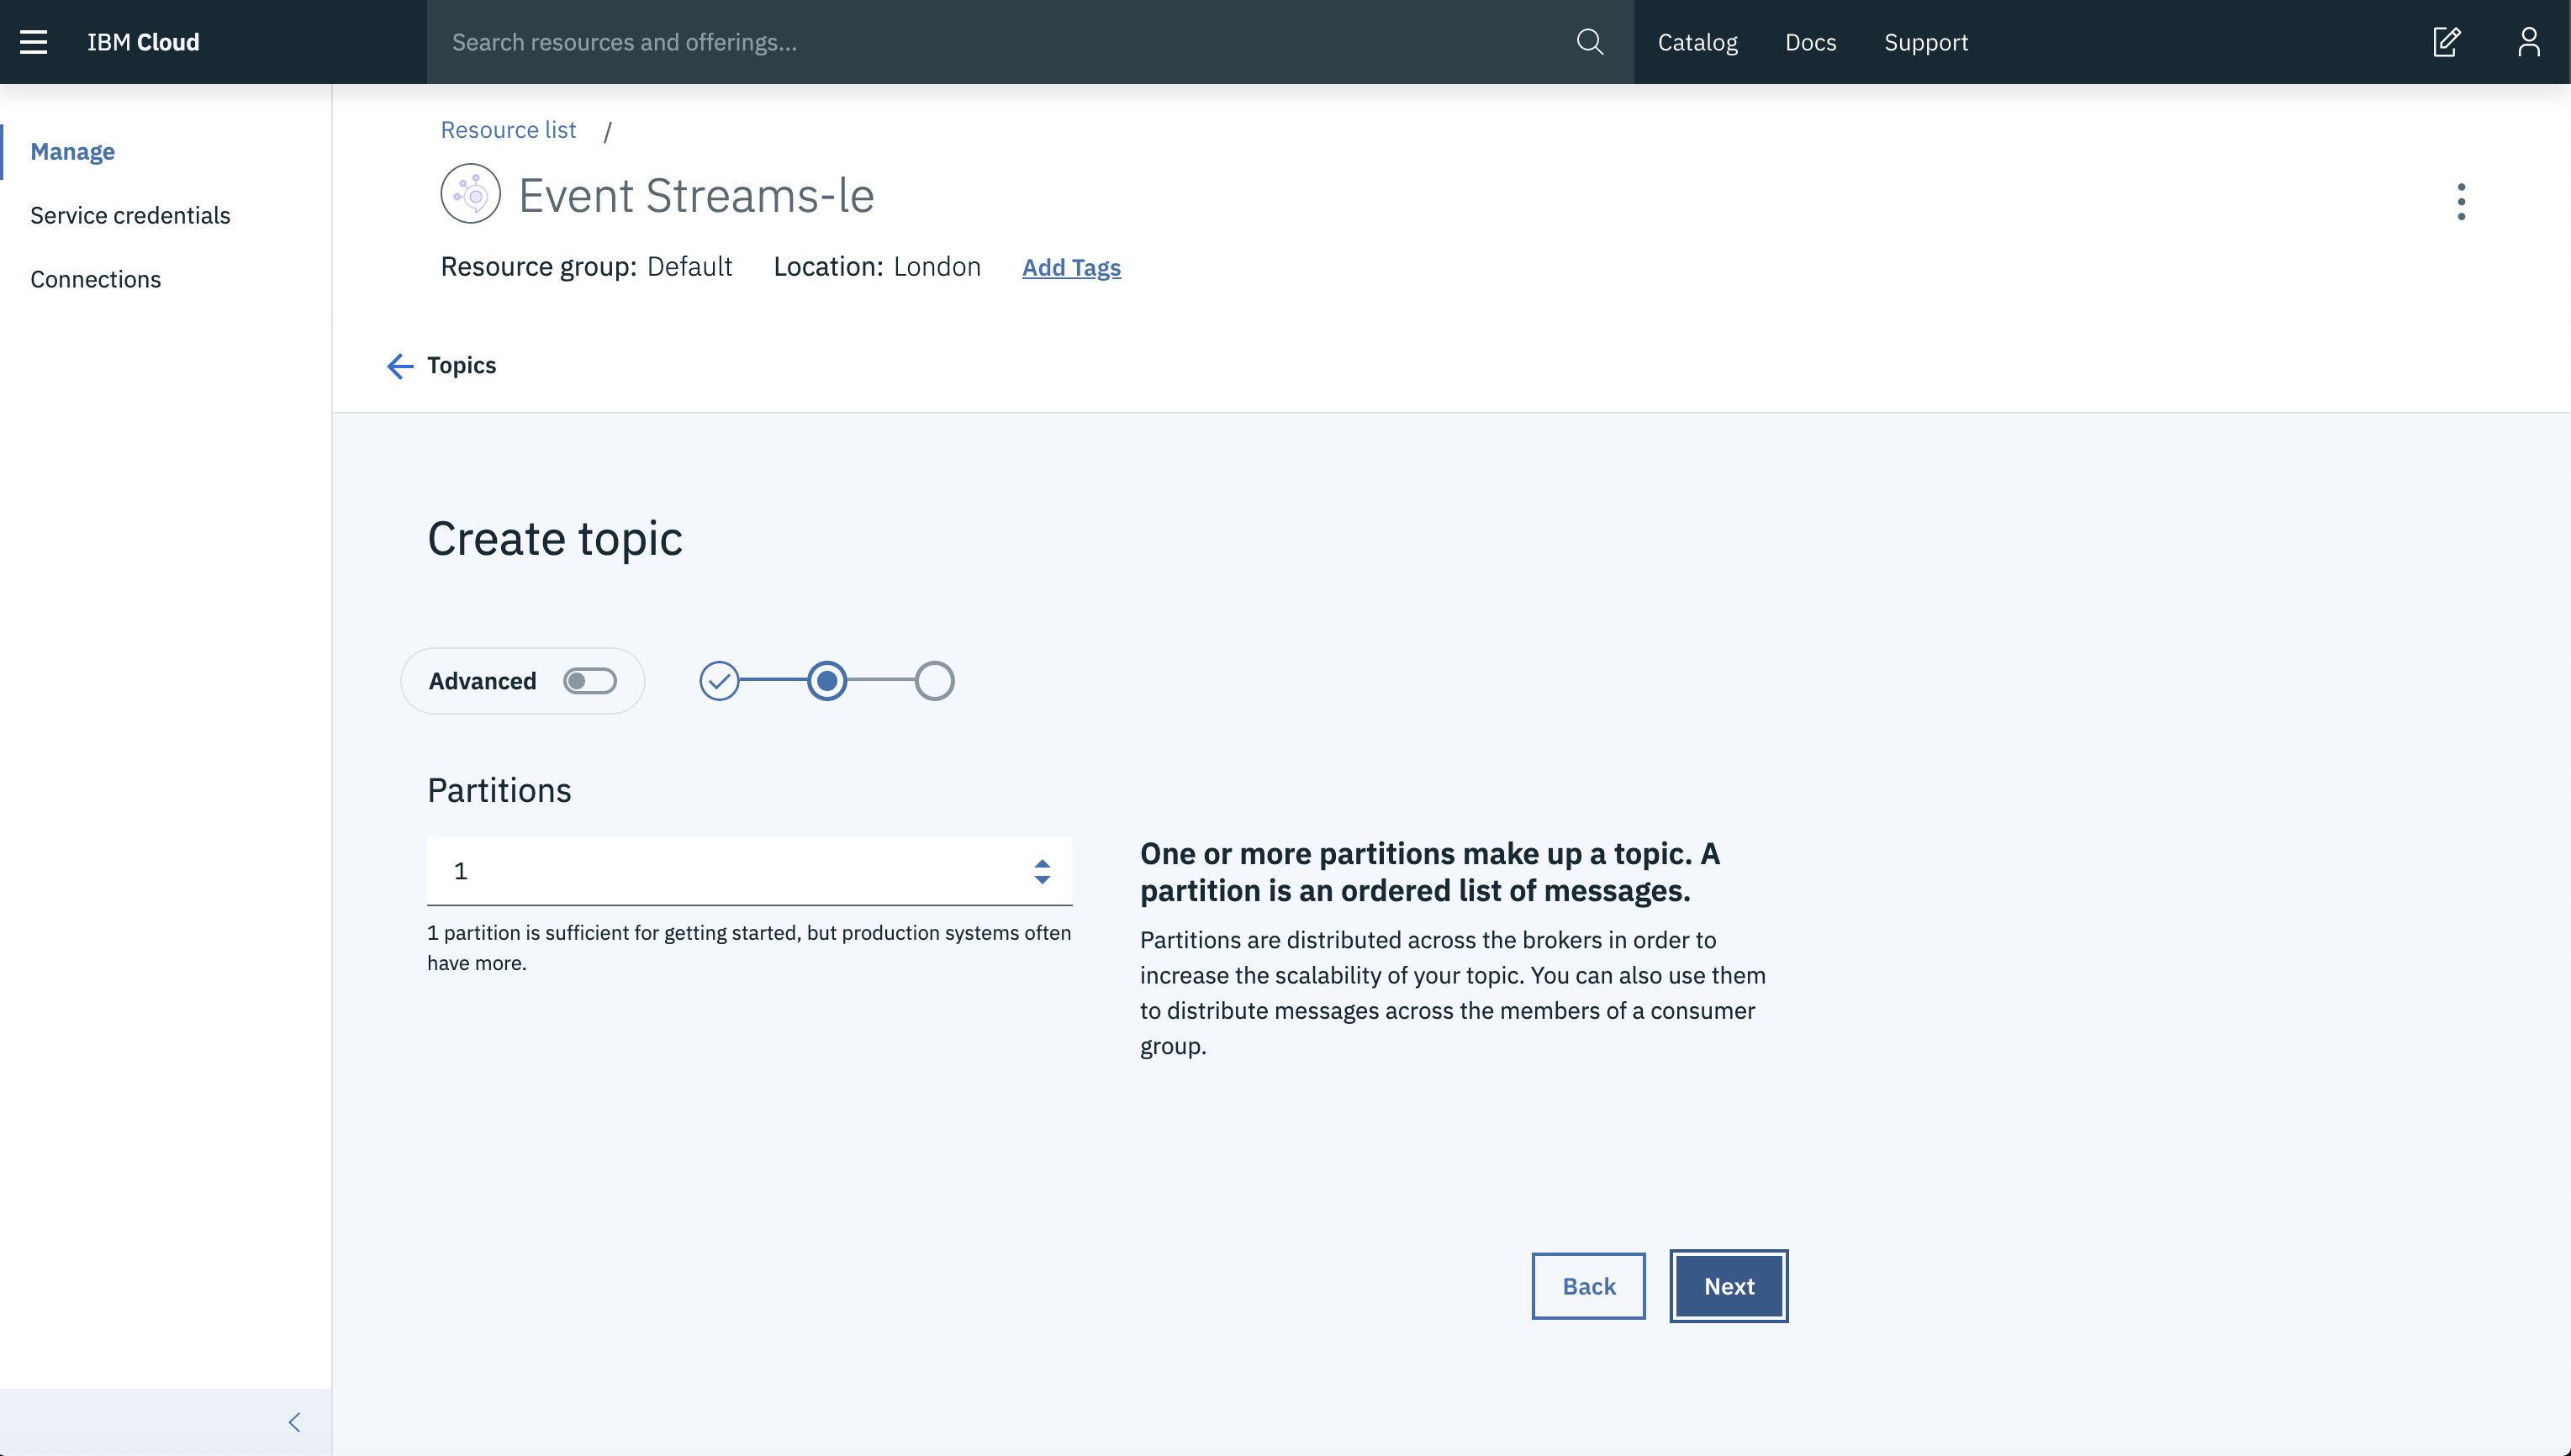 IBM Cloud
Search resources and offerings...
Catalog
Docs
Support
Manage
Service credentials
Connections
Resource list /
Event Streams-le
Resource group: Default Location: London Add Tags
Topics
Create topic
Advanced
Partitions
1
1 partition is sufficient for getting started, but production systems often
have more.
One or more partitions make up a topic. A
partition is an ordered list of messages.
Partitions are distributed across the brokers in order to
increase the scalability of your topic. You can also use them
to distribute messages across the members of a consumer
group.
Back
Next